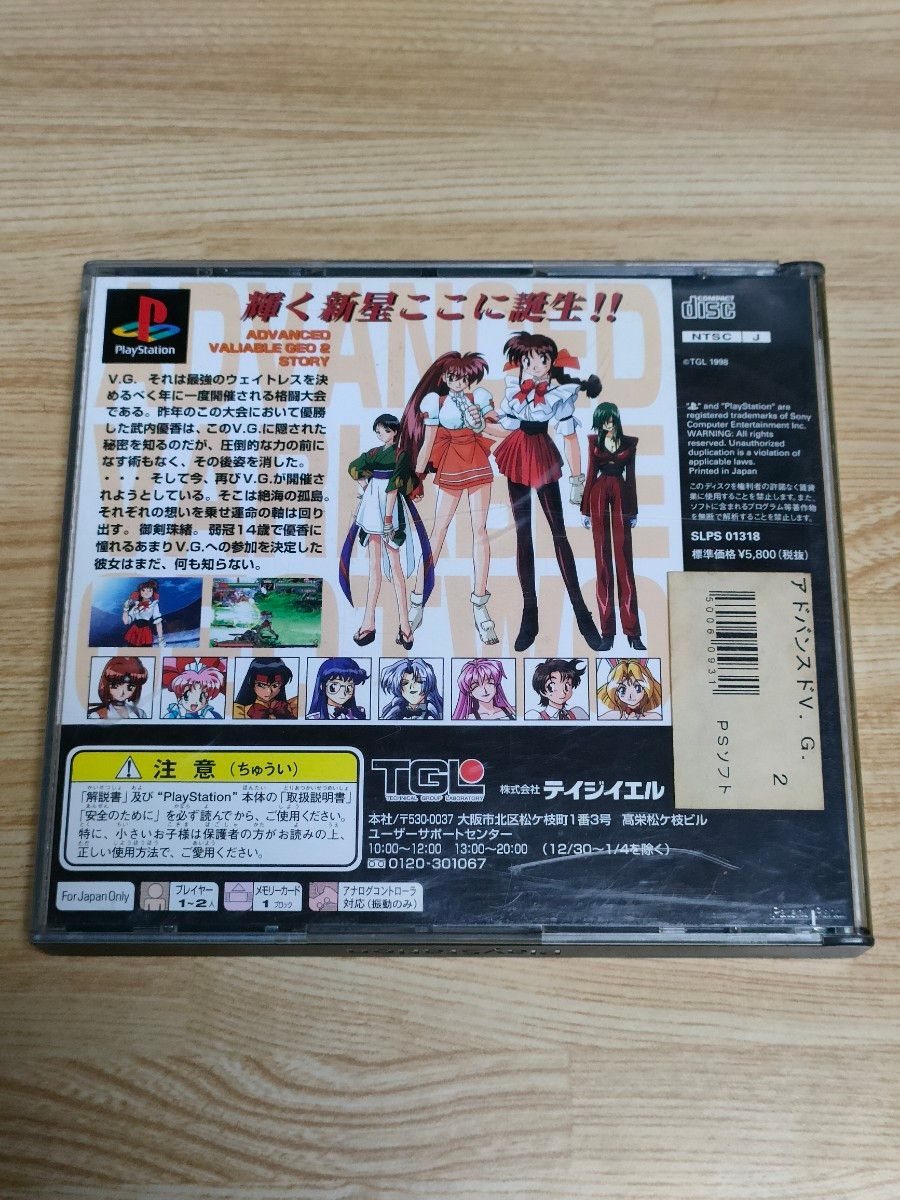 PlayStation
輝く新星ここに誕生!!
ADVANCED
VALIABLE GEO 2
STORY
V.G. それは最強のウェイトレスを決
めるべく年に一度開催される格闘大会
である。昨年のこの大会において優勝
した武内優香は、このV.G.に隠された
秘密を知るのだが、圧倒的な力の前に
なす術もなく、その後姿を消した。
・・・ そして今、再びV.G.が開催さ
れようとしている。そこは絶海の孤島。
それぞれの想いを乗せ運命の軸は回り
出す。御剣珠緒。弱冠14歳で優香に
憧れるあまりV.G.への参加を決定した
彼女はまだ、何も知らない。
COMPACT
disc
NTSC J
©TGL 1998
"PS" and "PlayStation" are
registered trademarks of Sony
Computer Entertainment Inc.
WARNING: All rights
reserved. Unauthorized
duplication is a violation of
applicable laws.
Printed in Japan
このディスクを権利者の許諾なく賃貸
業に使用することを禁止します。また、
ソフトに含まれるプログラム等著作物
を無断で解析することを禁止します。
SLPS 01318
標準価格 ¥5,800(税抜)
アドバンスドV.G.
2
5006109317
PSソフト
注 意 (ちゅうい)
「解説書」及び"PlayStation"本体の「取扱説明書」
「安全のために」を必ず読んでから、ご使用ください。
特に、小さいお子様は保護者の方がお読みの上、
正しい使用方法で、ご愛用ください。
TGL
TECHNICAL GROUP LABORATORY
株式会社 テイジイエル
本社/〒530-0037 大阪市北区松ケ枝町1番3号 高栄松ケ枝ビル
ユーザーサポートセンター
10:00〜12:00 13:00〜20:00 (12/30〜1/4を除く)
0120-301067
For Japan Only
プレイヤー
1〜2人
メモリーカード
1 ブロック
アナログコントローラ
対応(振動のみ)
PlayStation